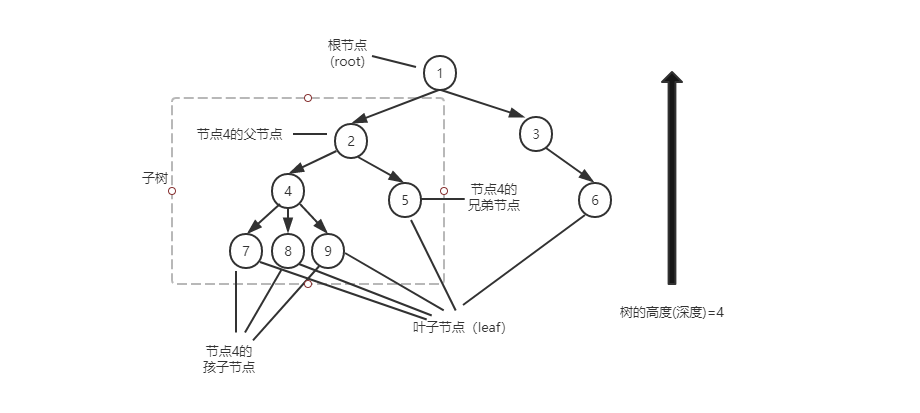 根节点
(root)
1
节点4的父节点
2
3
子树
4
5
节点4的
兄弟节点
6
7
8
9
树的高度(深度)=4
叶子节点（leaf）
节点4的
孩子节点